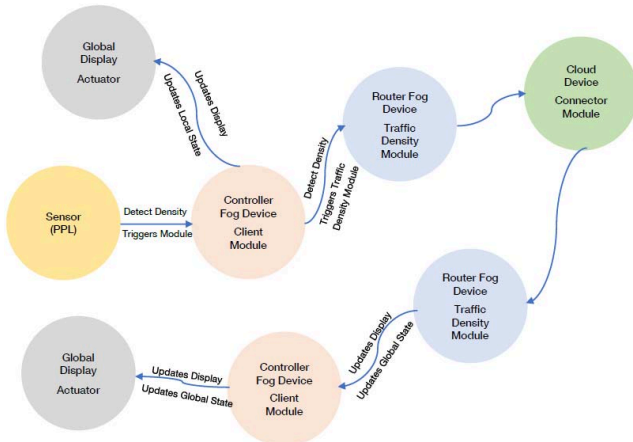 Global
Display
Actuator
Updates Display
Updates Local State
Sensor
(PPL)
Detect Density
Triggers Module
Controller
Fog Device
Client
Module
Detect Density
Triggers Traffic
Density Module
Router Fog
Device
Traffic
Density
Module
Cloud
Device
Connector
Module
Router Fog
Device
Traffic
Density
Module
Updates Display
Updates Global State
Controller
Fog Device
Client
Module
Updates Display
Updates Global State
Global
Display
Actuator